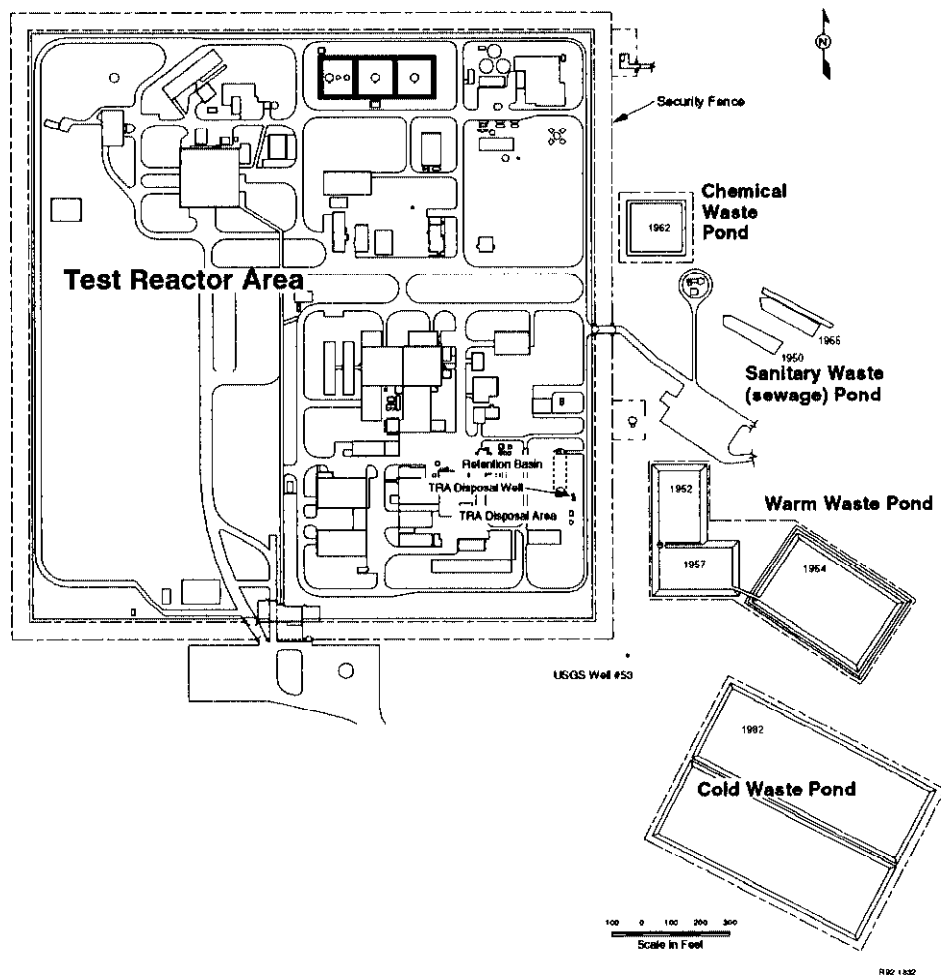 N
Security Fence
Chemical
Waste
Pond
1962
Test Reactor Area
1965
1950
Sanitary Waste
(sewage) Pond
Retention Basin
TRA Disposal Well
TRA Disposal Area
1952
Warm Waste Pond
1957
1964
USGS Well #53
1982
Cold Waste Pond
100 0 100 200 300
Scale in Feet